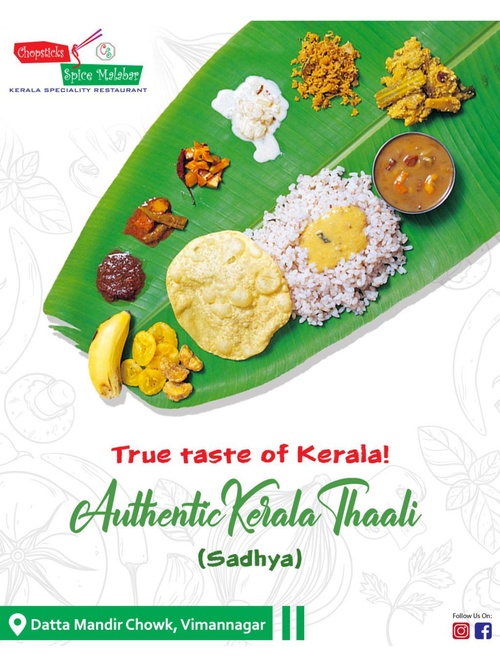 Chopsticks
Spice Malabar
KERALA SPECIALITY RESTAURANT
True taste of Kerala!
Authentic Kerala Thaali
(Sadhya)
Datta Mandir Chowk, Vimannagar
Follow Us On: